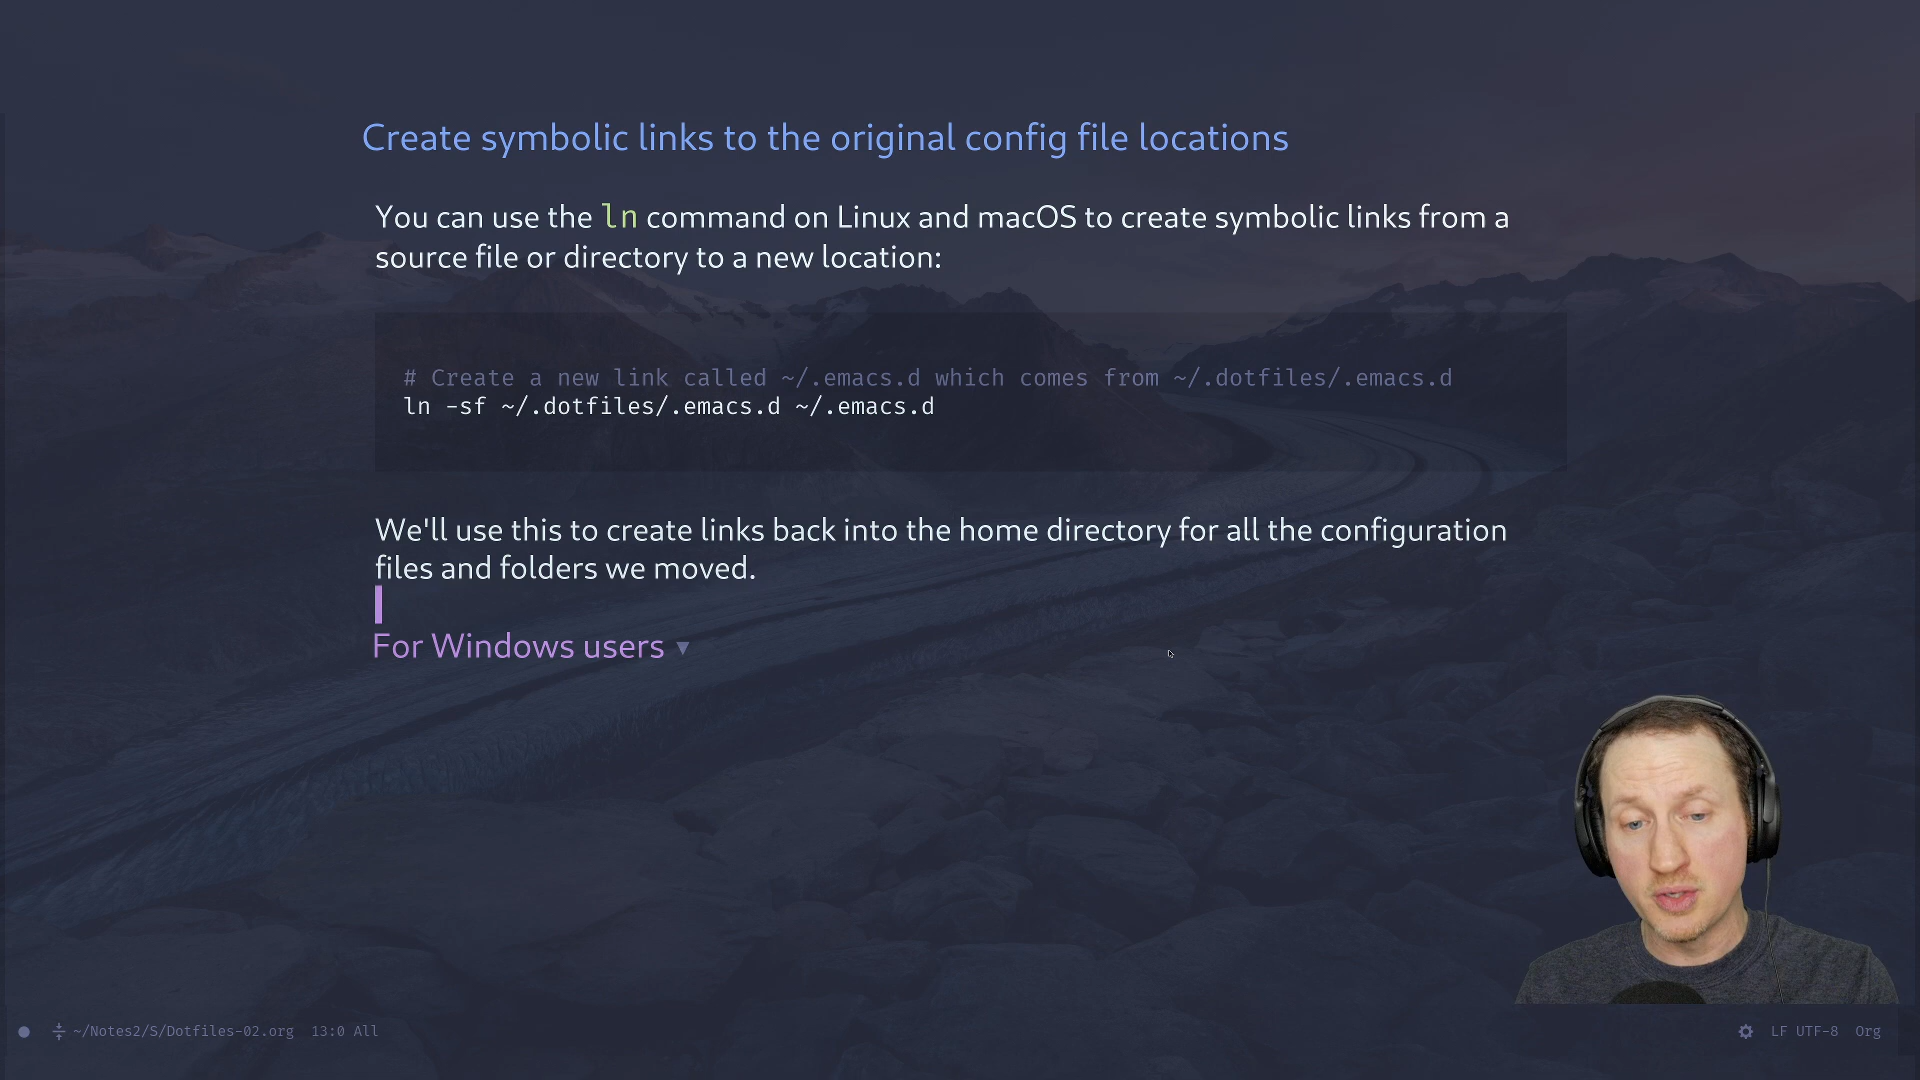 Create symbolic links to the original config file locations
You can use the ln command on Linux and macOS to create symbolic links from a
source file or directory to a new location:
# Create a new link called ~/.emacs.d which comes from ~/.dotfiles/.emacs.d
ln -sf ~/.dotfiles/.emacs.d ~/.emacs.d
We'll use this to create links back into the home directory for all the configuration
files and folders we moved.
For Windows users ▾
~/Notes2/S/Dotfiles-02.org 13:0 All
LF UTF-8 Org